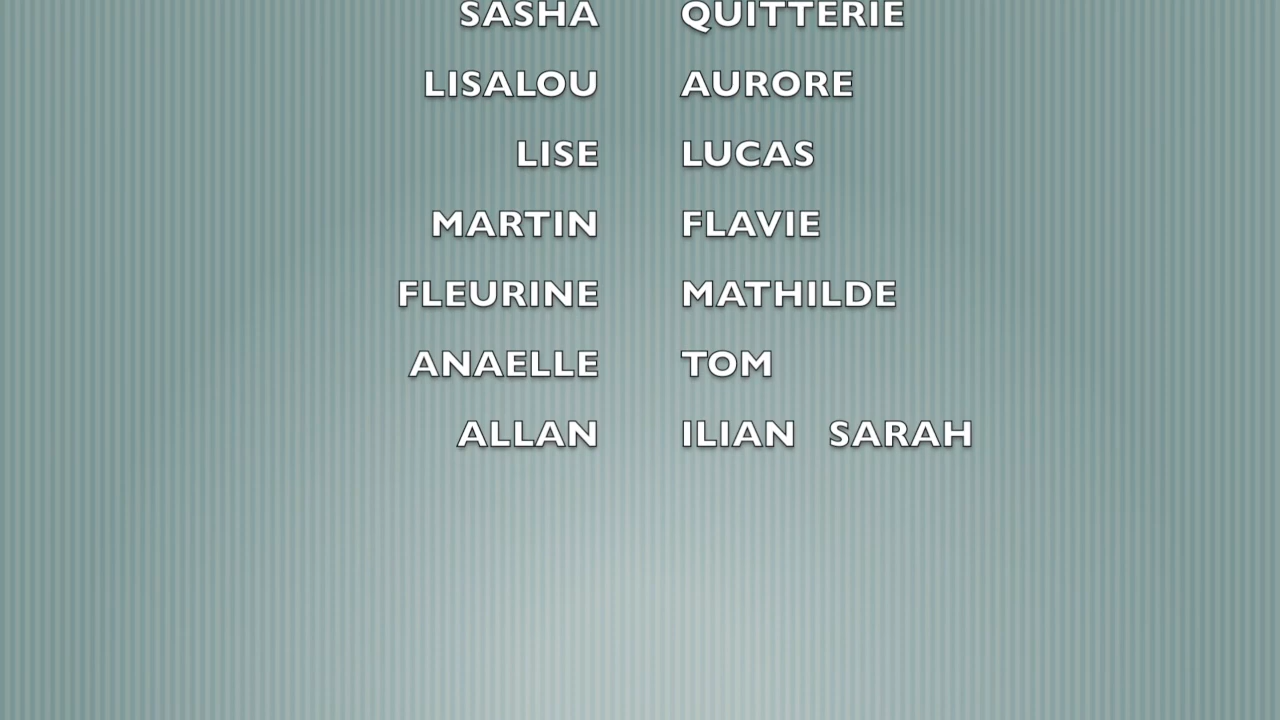 SASHA QUITTERIE
LISALOU AURORE
LISE LUCAS
MARTIN FLAVIE
FLEURINE MATHILDE
ANAELLE TOM
ALLAN ILIAN SARAH